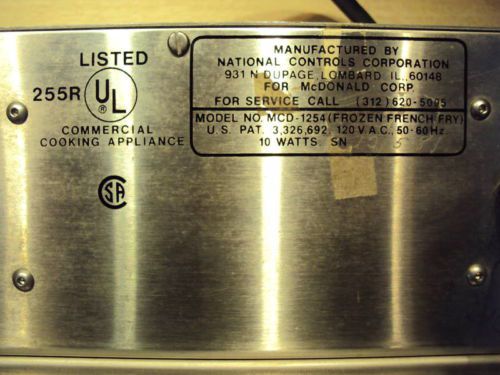 LISTED
255R UL
COMMERCIAL
COOKING APPLIANCE
SA
MANUFACTURED BY
NATIONAL CONTROLS CORPORATION
931 N DUPAGE, LOMBARD IL., 60148
FOR McDONALD CORP.
FOR SERVICE CALL (312) 620-5095
MODEL NO. MCD-1254 (FROZEN FRENCH FRY)
U.S. PAT. 3,326,692, 120 V.A.C., 50-60Hz
10 WATTS. SN